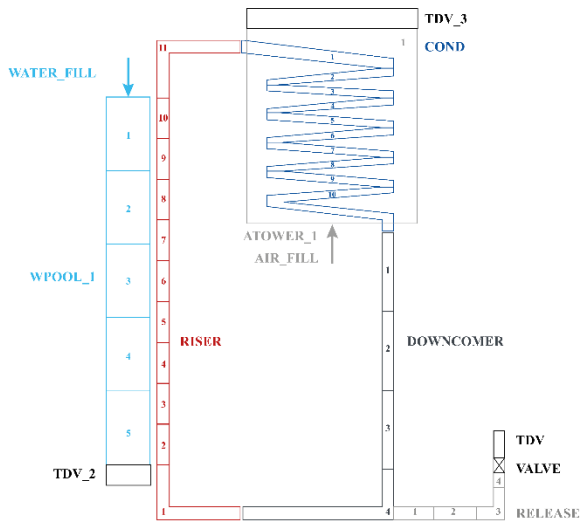 TDV_3
1
COND
11
1
WATER_FILL
2
3
10
4
1
5
9
6
7
8
8
9
2
10
7
ATOWER_1
AIR_FILL
WPOOL_1
3
6
1
5
RISER
2
DOWNCOMER
4
4
3
TDV
5
2
3
VALVE
TDV_2
4
1
4
1
2
3
RELEASE